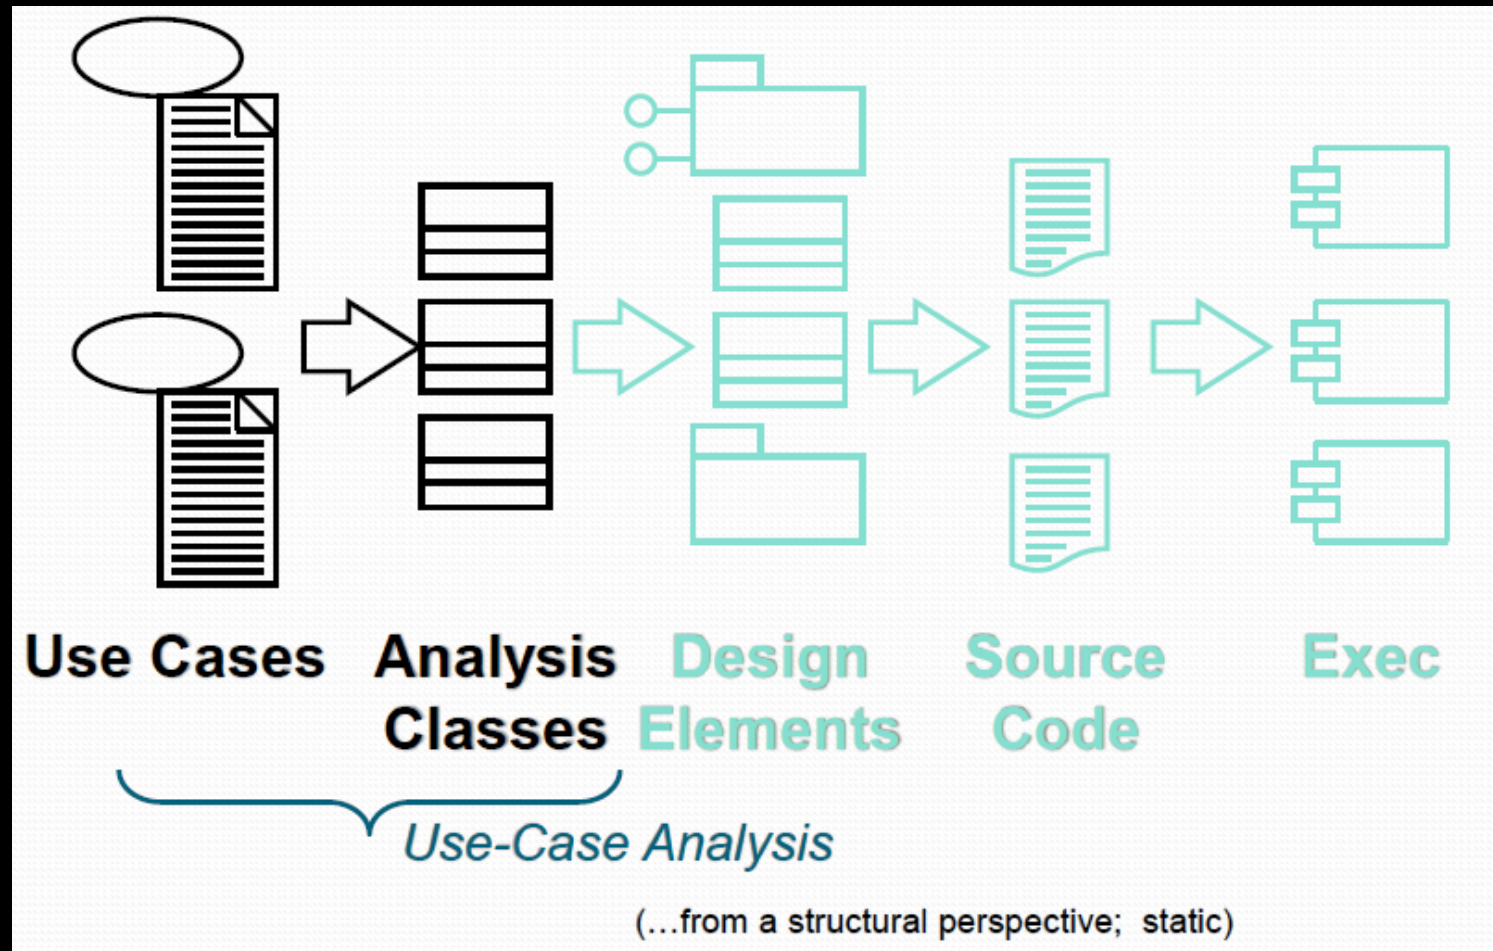 Use Cases
Analysis
Classes
Design
Elements
Source
Code
Exec
Use-Case Analysis
(...from a structural perspective;  static)